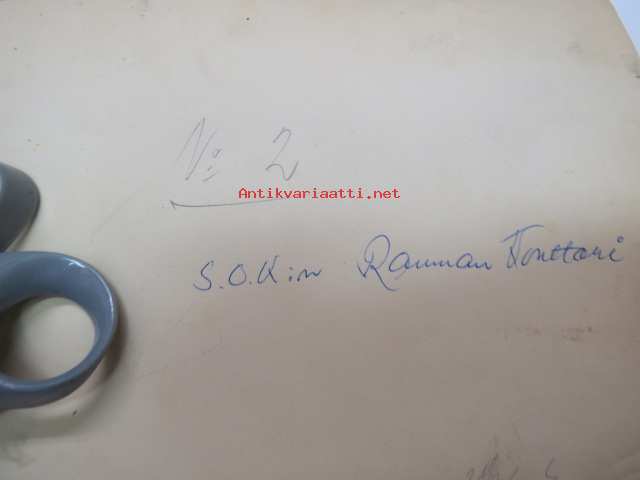 No: 2
Antikvariaatti.net
S.O.K:in Rauman Konttori